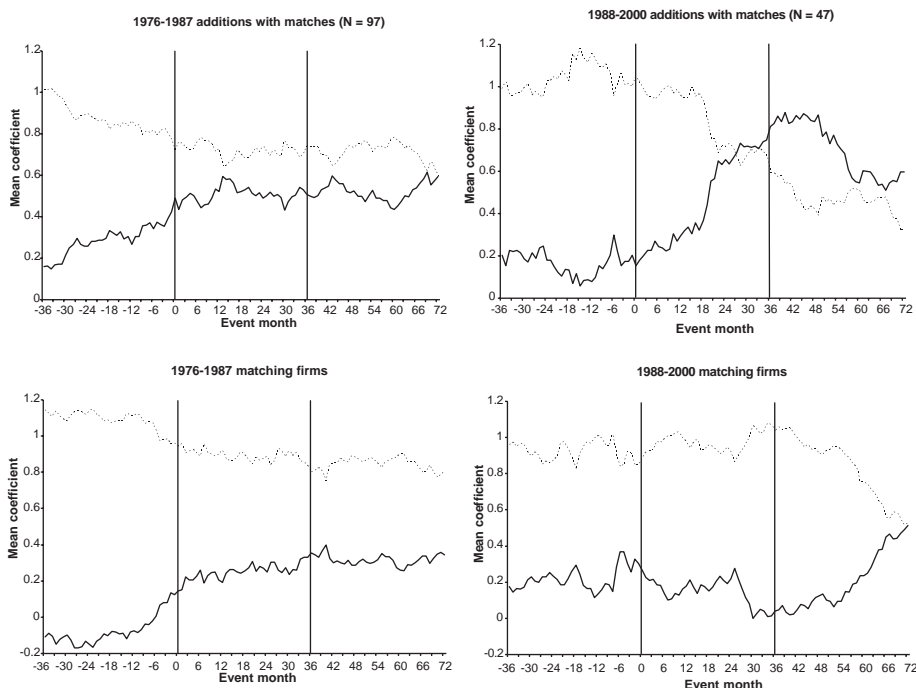 1976-1987 additions with matches (N = 97)
1.2
1
0.8
0.6
0.4
0.2
0
Mean coefficient
-36 -30 -24 -18 -12 -6 0 6 12 18 24 30 36 42 48 54 60 66 72
Event month
1988-2000 additions with matches (N = 47)
1.2
1
0.8
0.6
0.4
0.2
0
Mean coefficient
-36 -30 -24 -18 -12 -6 0 6 12 18 24 30 36 42 48 54 60 66 72
Event month
1976-1987 matching firms
1.2
1
0.8
0.6
0.4
0.2
0
-0.2
Mean coefficient
-36 -30 -24 -18 -12 -6 0 6 12 18 24 30 36 42 48 54 60 66 72
1988-2000 matching firms
1.2
1
0.8
0.6
0.4
0.2
0
-0.2
Mean coefficient
-36 -30 -24 -18 -12 -6 0 6 12 18 24 30 36 42 48 54 60 66 72
Event month